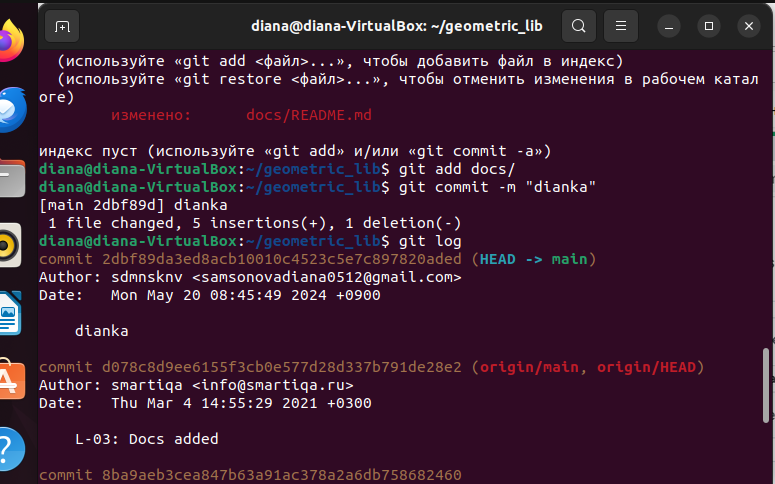 diana@diana-VirtualBox: ~/geometric_lib
(используйте «git add <файл>...», чтобы добавить файл в индекс)
(используйте «git restore <файл>...», чтобы отменить изменения в рабочем катал
оге)
изменено:      docs/README.md
индекс пуст (используйте «git add» и/или «git commit -a»)
diana@diana-VirtualBox:~/geometric_lib$ git add docs/
diana@diana-VirtualBox:~/geometric_lib$ git commit -m "dianka"
[main 2dbf89d] dianka
1 file changed, 5 insertions(+), 1 deletion(-)
diana@diana-VirtualBox:~/geometric_lib$ git log
commit 2dbf89da3ed8acb10010c4523c5e7c897820aded (HEAD -> main)
Author: sdmnsknv <samsonovadiana0512@gmail.com>
Date:   Mon May 20 08:45:49 2024 +0900
dianka
commit d078c8d9ee6155f3cb0e577d28d337b791de28e2 (origin/main, origin/HEAD)
Author: smartiqa <info@smartiqa.ru>
Date:   Thu Mar 4 14:55:29 2021 +0300
L-03: Docs added
commit 8ba9aeb3cea847b63a91ac378a2a6db758682460